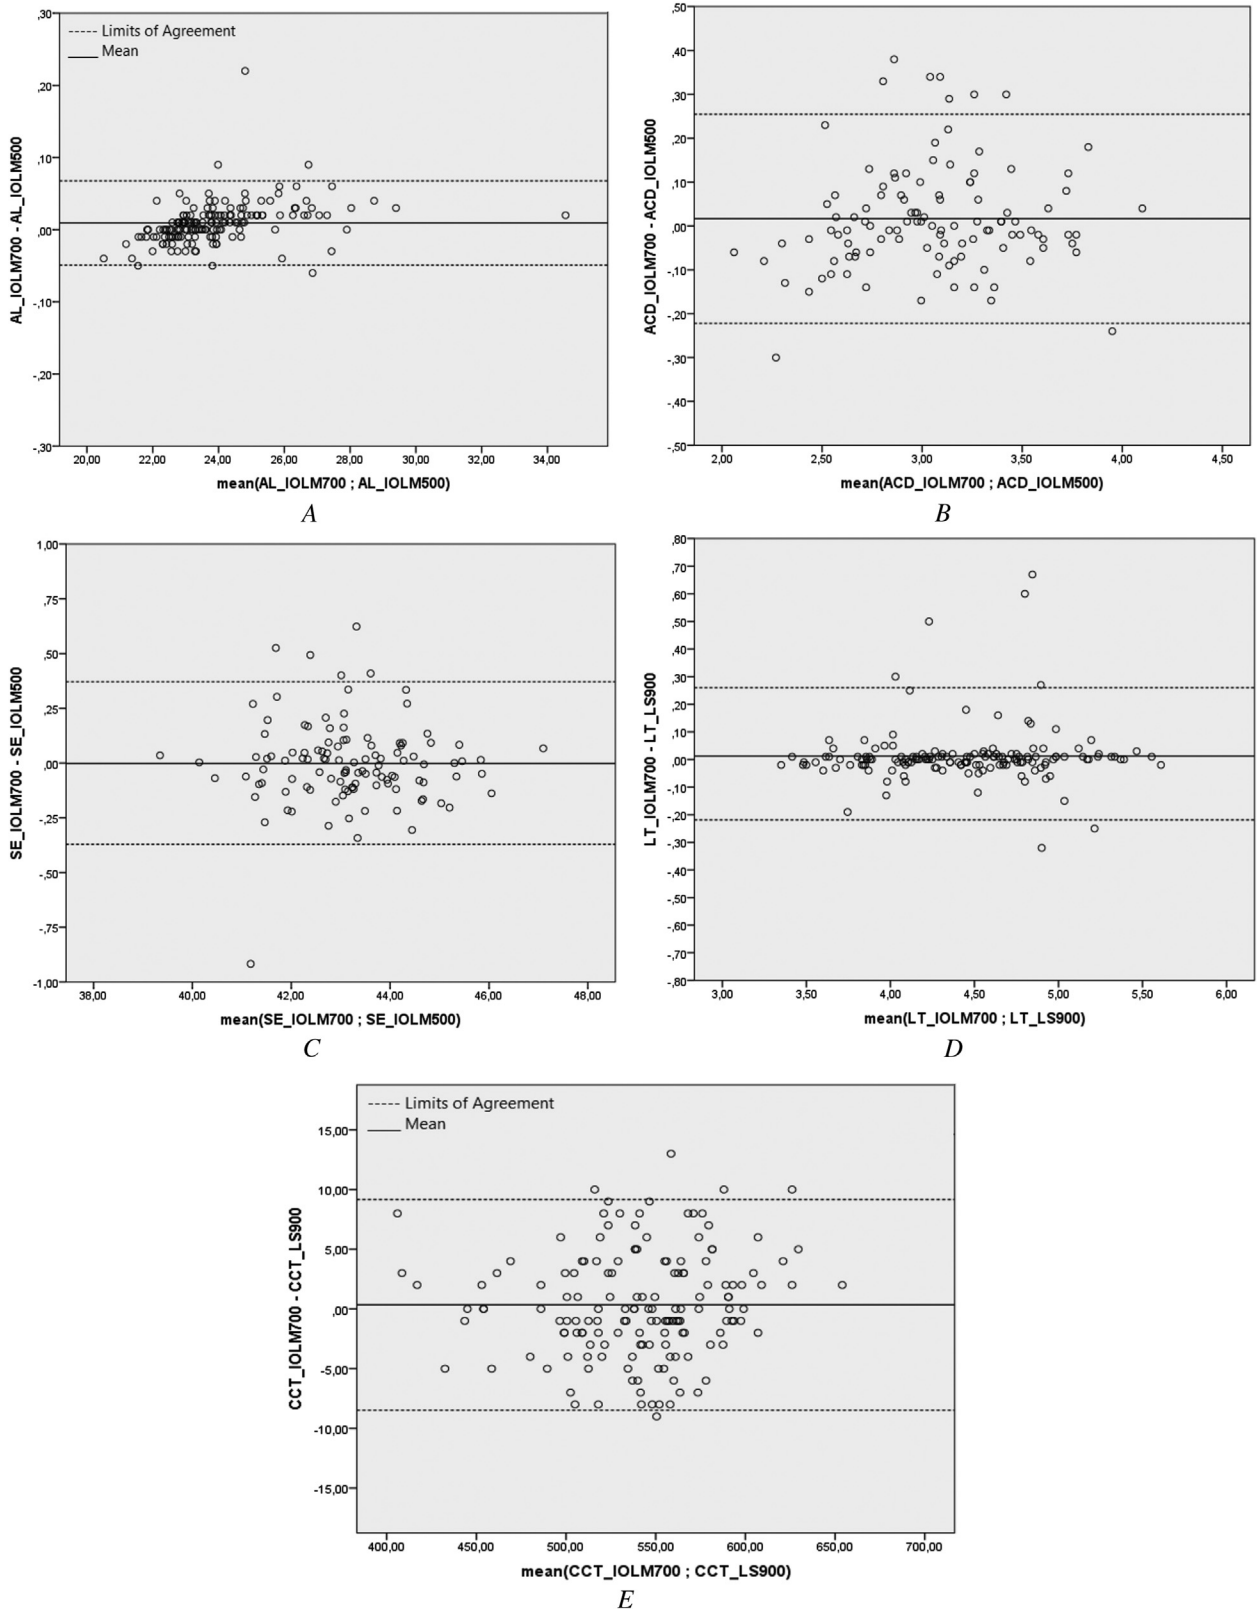 Limits of Agreement
Mean
,30
,20
,10
,00
-,10
-,20
-,30
AL_IOLM700 - AL_IOLM500
20,00 22,00 24,00 26,00 28,00 30,00 32,00 34,00
mean(AL_IOLM700 ; AL_IOLM500)
A
,50
,40
,30
,20
,10
,00
-,10
-,20
-,30
-,40
-,50
ACD_IOLM700 - ACD_IOLM500
2,00 2,50 3,00 3,50 4,00 4,50
mean(ACD_IOLM700 ; ACD_IOLM500)
B
1,00
,75
,50
,25
,00
-,25
-,50
-,75
-1,00
SE_IOLM700 - SE_IOLM500
38,00 40,00 42,00 44,00 46,00 48,00
mean(SE_IOLM700 ; SE_IOLM500)
C
,80
,70
,60
,50
,40
,30
,20
,10
,00
-,10
-,20
-,30
-,40
-,50
-,60
-,70
-,80
LT_IOLM700 - LT_LS900
3,00 3,50 4,00 4,50 5,00 5,50 6,00
mean(LT_IOLM700 ; LT_LS900)
D
Limits of Agreement
Mean
15,00
10,00
5,00
,00
-5,00
-10,00
-15,00
CCT_IOLM700 - CCT_LS900
400,00 450,00 500,00 550,00 600,00 650,00 700,00
mean(CCT_IOLM700 ; CCT_LS900)
E